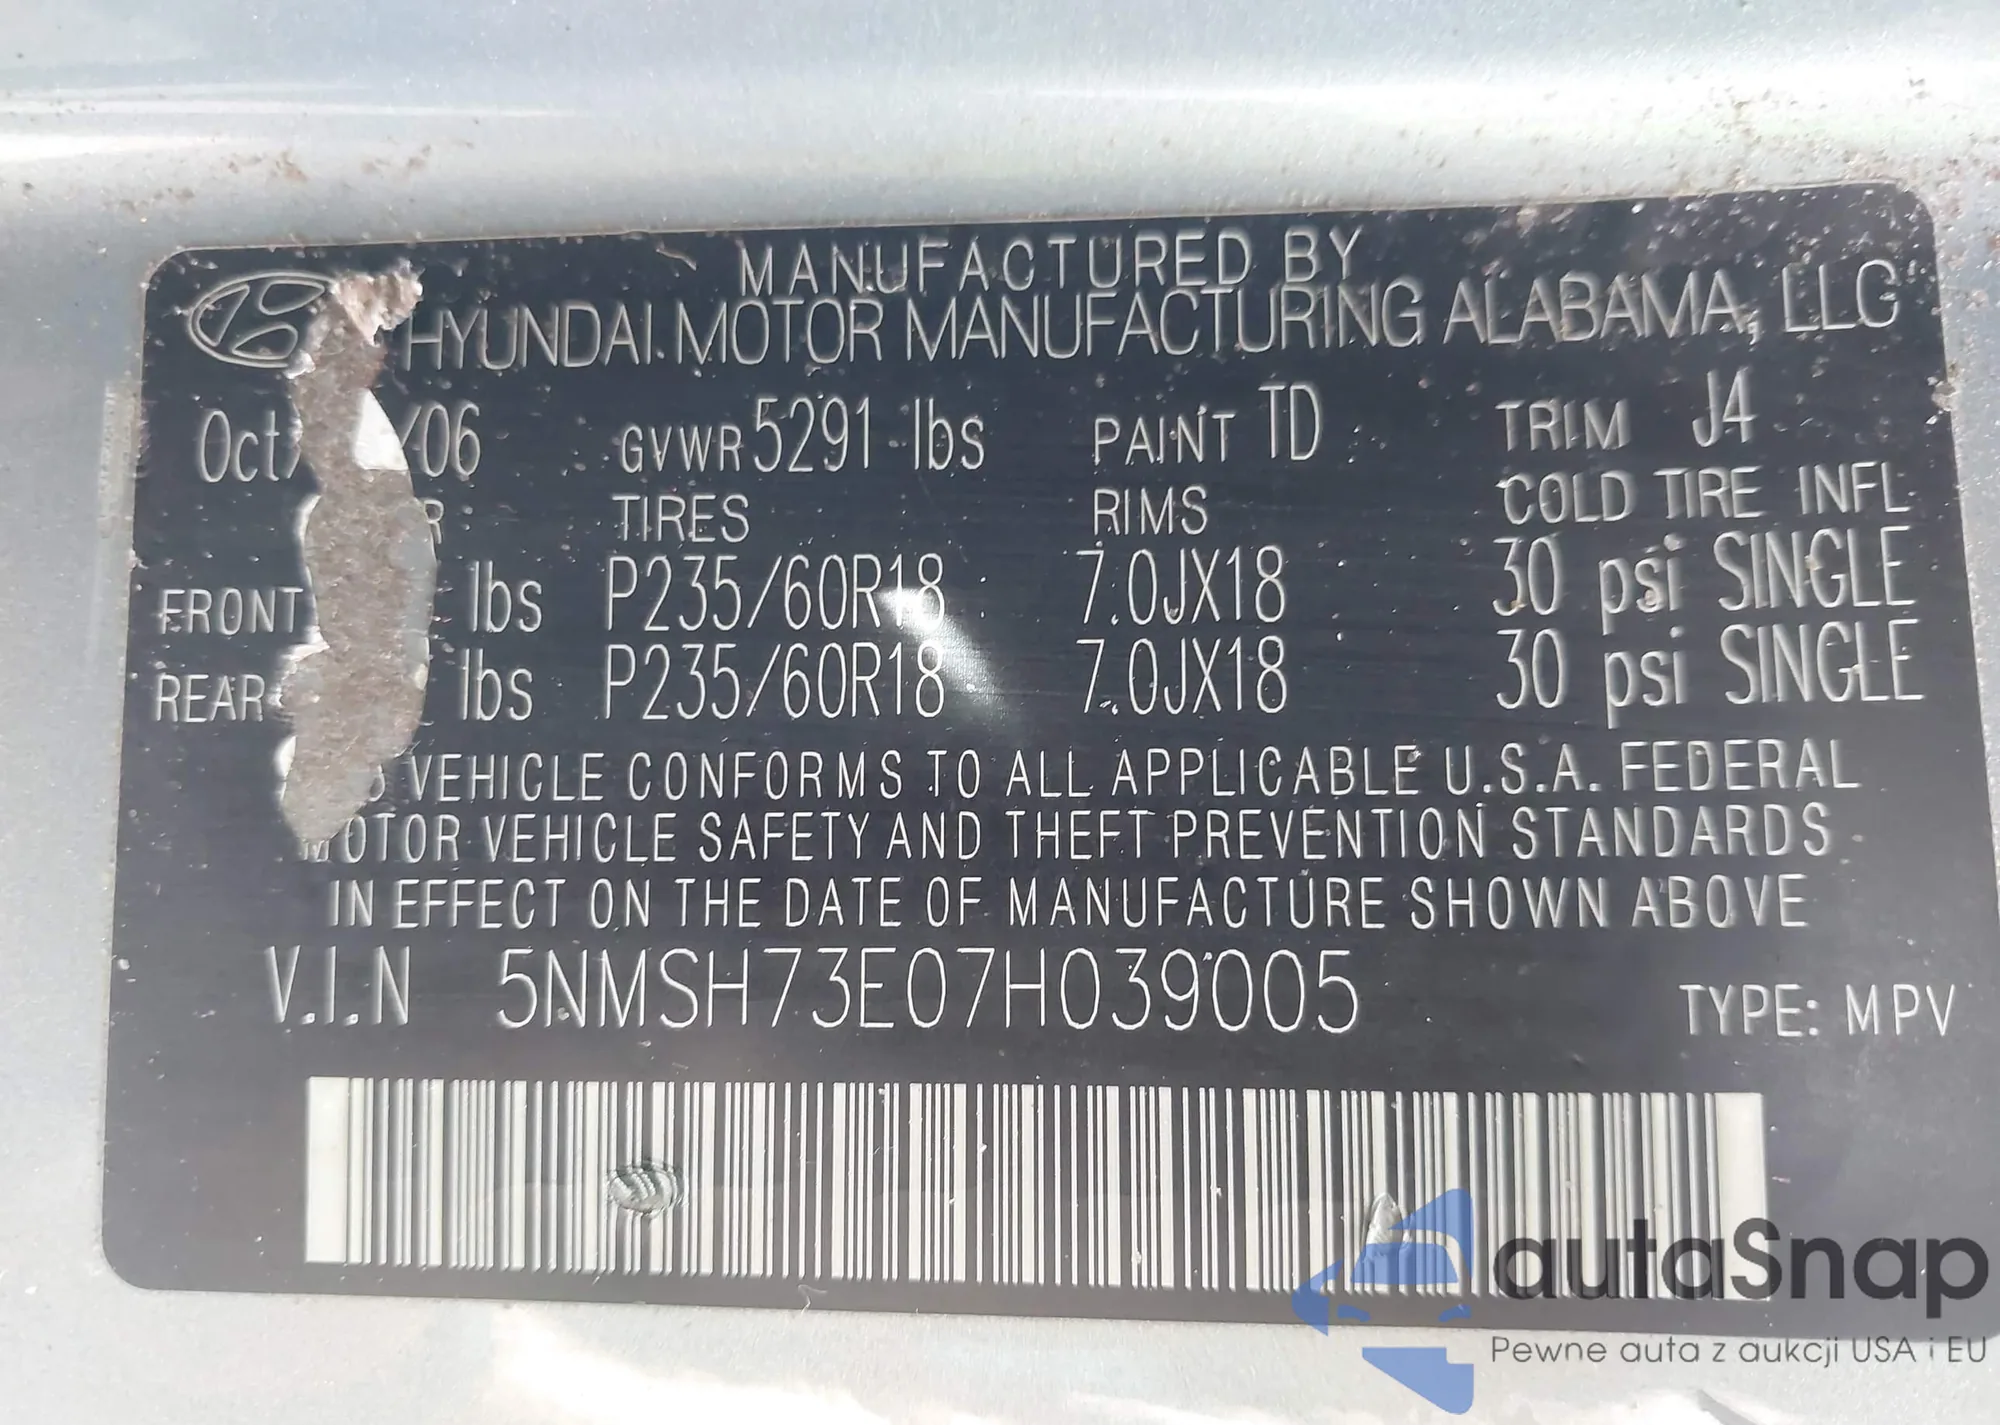 MANUFACTURED BY
HYUNDAI MOTOR MANUFACTURING ALABAMA, LLC
Oct /06 GVWR 5291 lbs PAINT TD TRIM J4
TIRES RIMS COLD TIRE INFL
FRONT lbs P235/60R18 7.0JX18 30 psi SINGLE
REAR lbs P235/60R18 7.0JX18 30 psi SINGLE
VEHICLE CONFORMS TO ALL APPLICABLE U.S.A. FEDERAL
MOTOR VEHICLE SAFETY AND THEFT PREVENTION STANDARDS
IN EFFECT ON THE DATE OF MANUFACTURE SHOWN ABOVE
V.I.N 5NMSH73E07H039005 TYPE: MPV
autaSnap
Pewne auta z aukcji USA i EU